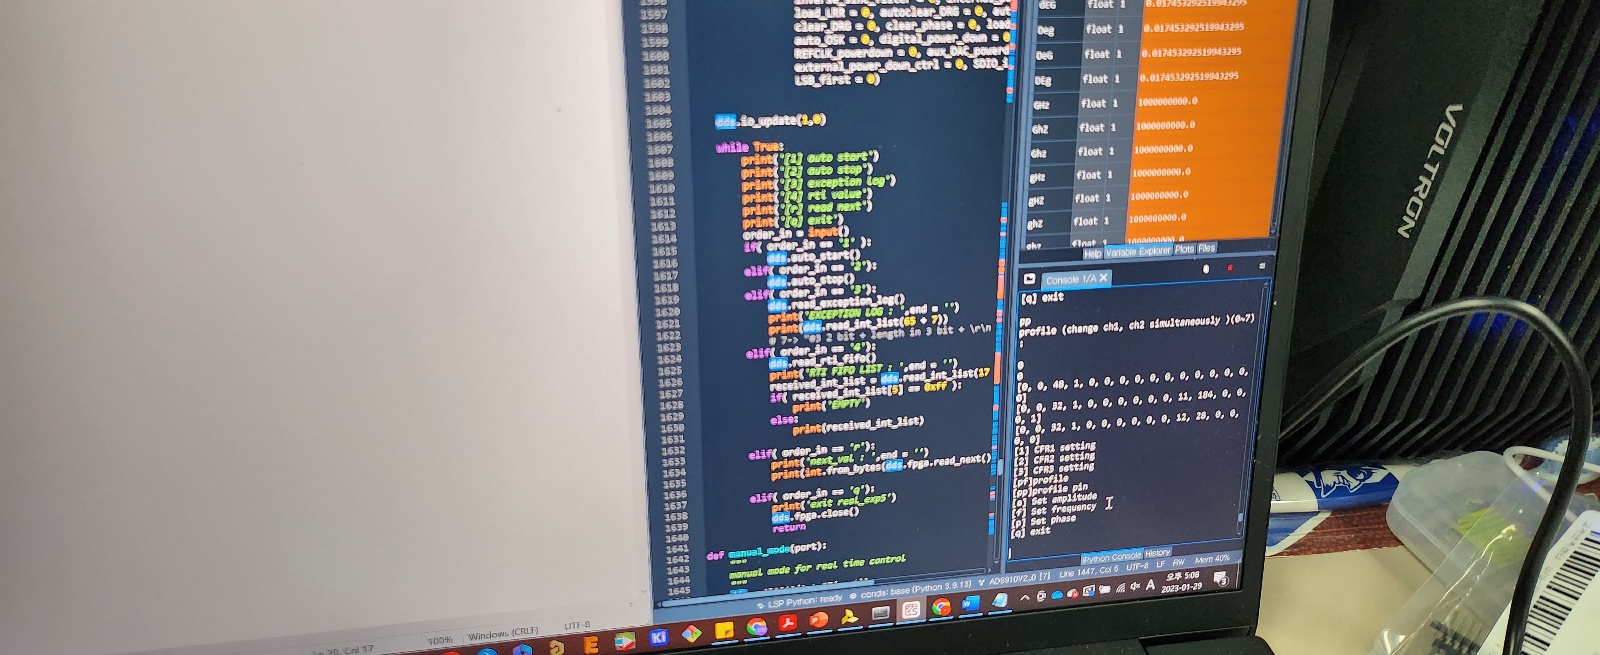 load_LRR = 0, autoclear_DRG = 0, aut
clear_DRG = 0, clear_phase = 0, load
auto_OSK = 0, digital_power_down = 0
REFCLK_powerdown = 0, aux_DAC_powerd
external_power_down_ctrl = 0, SDIO_i
LSB_first = 0)
1597
1598
1599
1600
1601
1602
1603
1604
1605 dds.io_update(1,0)
1606
1607 while True:
1608 print('[1] auto start')
1609 print('[2] auto stop')
1610 print('[3] exception log')
1611 print('[4] rti value')
1612 print('[r] read next')
1613 print('[q] exit')
1614 order_in = input()
1615 if( order_in == '1' ):
1616 dds.auto_start()
1617 elif( order_in == '2'):
1618 dds.auto_stop()
1619 elif( order_in == '3'):
1620 dds.read_exception_log()
1621 print('EXCEPTION LOG : ',end = '')
1622 print(dds.read_int_list(65 + 7))
1623 # 7-> "#3 2 bit + length in 3 bit + \r\n
1624 elif( order_in == '4'):
1625 dds.read_rti_fifo()
1626 print('RTI FIFO LIST : ',end = '')
1627 received_int_list = dds.read_int_list(17
1628 if( received_int_list[5] == 0xff ):
1629 print('EMPTY')
1630 else:
1631 print(received_int_list)
1632
1633 elif( order_in == 'r'):
1634 print('next_val : ',end = '')
1635 print(int.from_bytes(dds.fpga.read_next()
1636
1637 elif( order_in == 'q'):
1638 print('exit real_exp5')
1639 dds.fpga.close()
1640 return
1641
1642 def manual_mode(port):
1643 """
1644 manual mode for real time control
1645 """
dEG float 1 0.017453292519943295
Deg float 1 0.017453292519943295
DeG float 1 0.017453292519943295
DEg float 1 0.017453292519943295
GHz float 1 1000000000.0
GhZ float 1 1000000000.0
Ghz float 1 1000000000.0
gHz float 1 1000000000.0
gHZ float 1 1000000000.0
ghZ float 1 1000000000.0
ghz float 1 1000000000.0
Help Variable Explorer Plots Files
Console 1/A
[q] exit
pp
profile (change ch1, ch2 simultaneously )(0~7)
:
0
0
[0, 0, 48, 1, 0, 0, 0, 0, 0, 0, 0, 0, 0, 0, 0,
0]
[0, 0, 32, 1, 0, 0, 0, 0, 0, 0, 0, 11, 184, 0, 0,
0, 1]
[0, 0, 32, 1, 0, 0, 0, 0, 0, 0, 0, 12, 28, 0, 0,
0, 0]
[1] CFR1 setting
[2] CFR2 setting
[3] CFR3 setting
[pf]profile
[pp]profile pin
[a] Set amplitude
[f] Set frequency
[p] Set phase
[q] exit
IPython Console History
LSP Python: ready conda: base (Python 3.9.13) AD9910V2_0 [7] Line 1447, Col 5 UTF-8 LF RW Mem 40%
Col 17 100% Windows (CRLF) UTF-8
A 오후 5:08
2023-01-29
VOLTRON